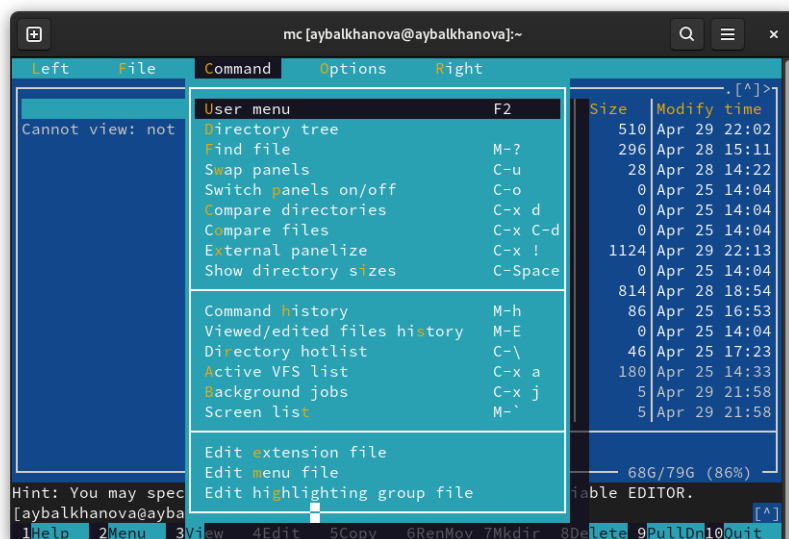 mc [aybalkhanova@aybalkhanova]:~
Left File Command Options Right
.[^]>
User menu F2 Size Modify time
Cannot view: not Directory tree 510 Apr 29 22:02
Find file M-? 296 Apr 28 15:11
Swap panels C-u 28 Apr 28 14:22
Switch panels on/off C-o 0 Apr 25 14:04
Compare directories C-x d 0 Apr 25 14:04
Compare files C-x C-d 0 Apr 25 14:04
External panelize C-x ! 1124 Apr 29 22:13
Show directory sizes C-Space 0 Apr 25 14:04
814 Apr 28 18:54
Command history M-h 86 Apr 25 16:53
Viewed/edited files history M-E 0 Apr 25 14:04
Directory hotlist C-\ 46 Apr 25 17:23
Active VFS list C-x a 180 Apr 25 14:33
Background jobs C-x j 5 Apr 29 21:58
Screen list M-` 5 Apr 29 21:58
Edit extension file
Edit menu file 68G/79G (86%)
Hint: You may spec Edit highlighting group file iable EDITOR.
[aybalkhanova@ayba [^]
1Help 2Menu 3View 4Edit 5Copy 6RenMov 7Mkdir 8Delete 9PullDn 10Quit